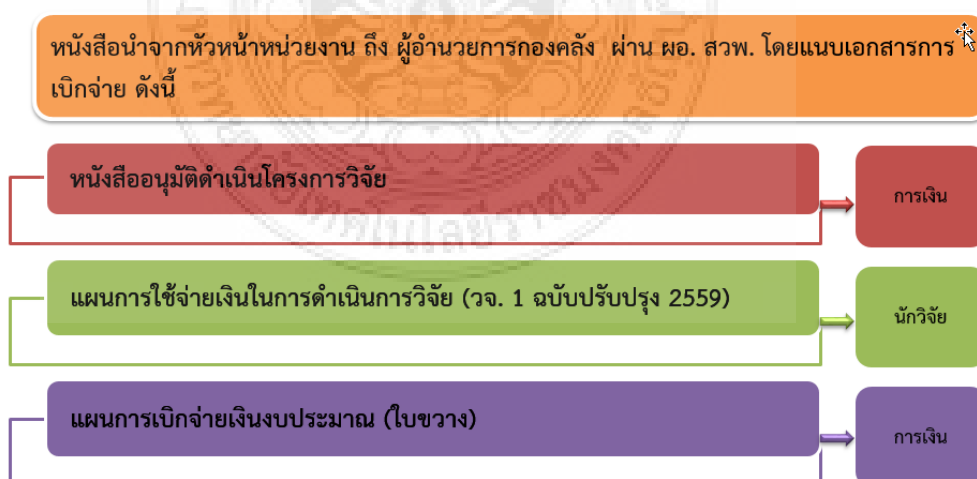 หนังสือนำจากหัวหน้าหน่วยงาน ถึง ผู้อำนวยการกองคลัง ผ่าน ผอ. สวพ. โดยแนบเอกสารการ
เบิกจ่าย ดังนี้
หนังสืออนุมัติดำเนินโครงการวิจัย
การเงิน
แผนการใช้จ่ายเงินในการดำเนินการวิจัย (วจ. 1 ฉบับปรับปรุง 2559)
นักวิจัย
แผนการเบิกจ่ายเงินงบประมาณ (ใบขวาง)
การเงิน